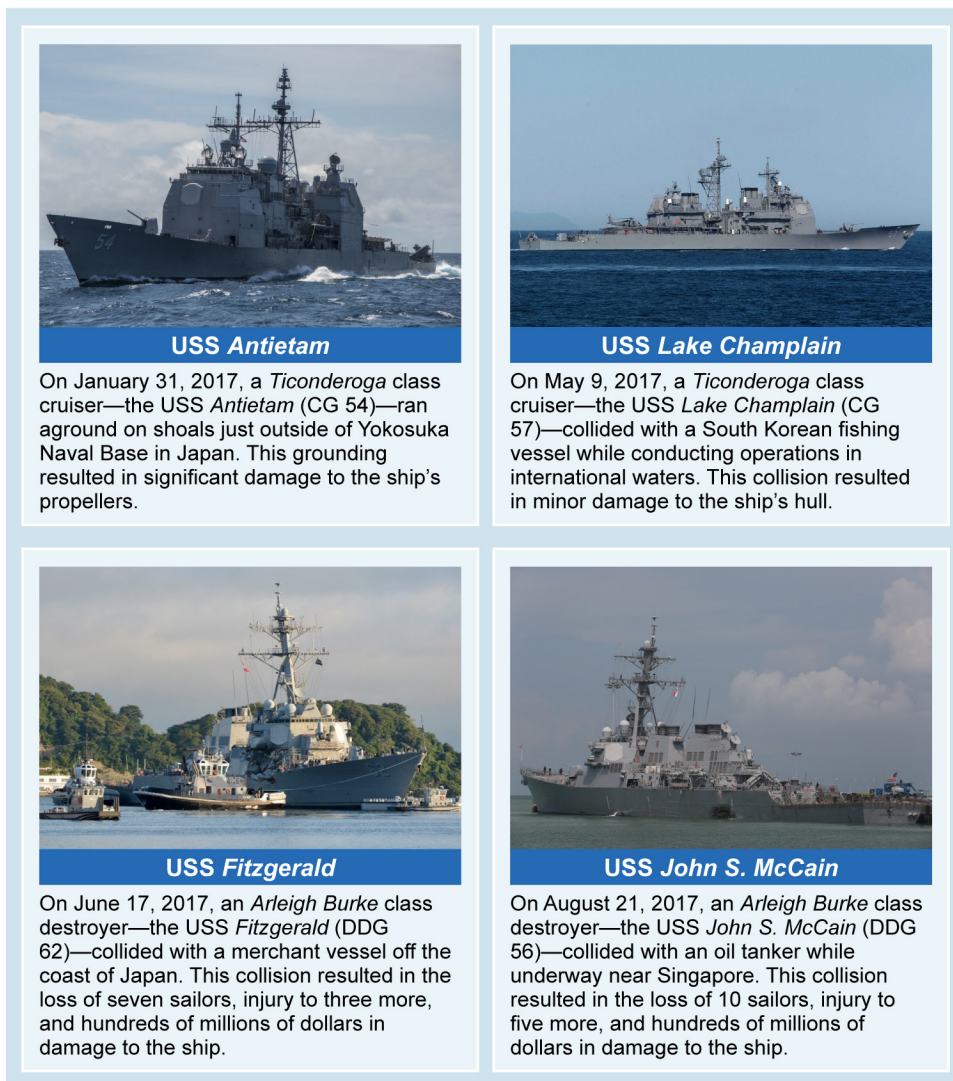 54
USS Antietam
On January 31, 2017, a Ticonderoga class
cruiser—the USS Antietam (CG 54)—ran
aground on shoals just outside of Yokosuka
Naval Base in Japan. This grounding
resulted in significant damage to the ship's
propellers.
USS Lake Champlain
On May 9, 2017, a Ticonderoga class
cruiser—the USS Lake Champlain (CG
57)—collided with a South Korean fishing
vessel while conducting operations in
international waters. This collision resulted
in minor damage to the ship's hull.
USS Fitzgerald
On June 17, 2017, an Arleigh Burke class
destroyer—the USS Fitzgerald (DDG
62)—collided with a merchant vessel off the
coast of Japan. This collision resulted in the
loss of seven sailors, injury to three more,
and hundreds of millions of dollars in
damage to the ship.
USS John S. McCain
On August 21, 2017, an Arleigh Burke class
destroyer—the USS John S. McCain (DDG
56)—collided with an oil tanker while
underway near Singapore. This collision
resulted in the loss of 10 sailors, injury to
five more, and hundreds of millions of
dollars in damage to the ship.